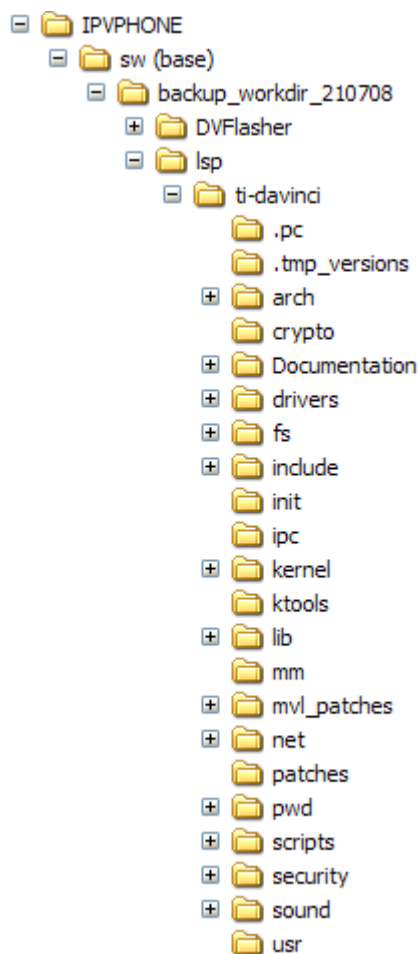 IPVPHONE
sw (base)
backup_workdir_210708
DVFlasher
lsp
ti-davinci
.pc
.tmp_versions
arch
crypto
Documentation
drivers
fs
include
init
ipc
kernel
ktools
lib
mm
mvl_patches
net
patches
pwd
scripts
security
sound
usr